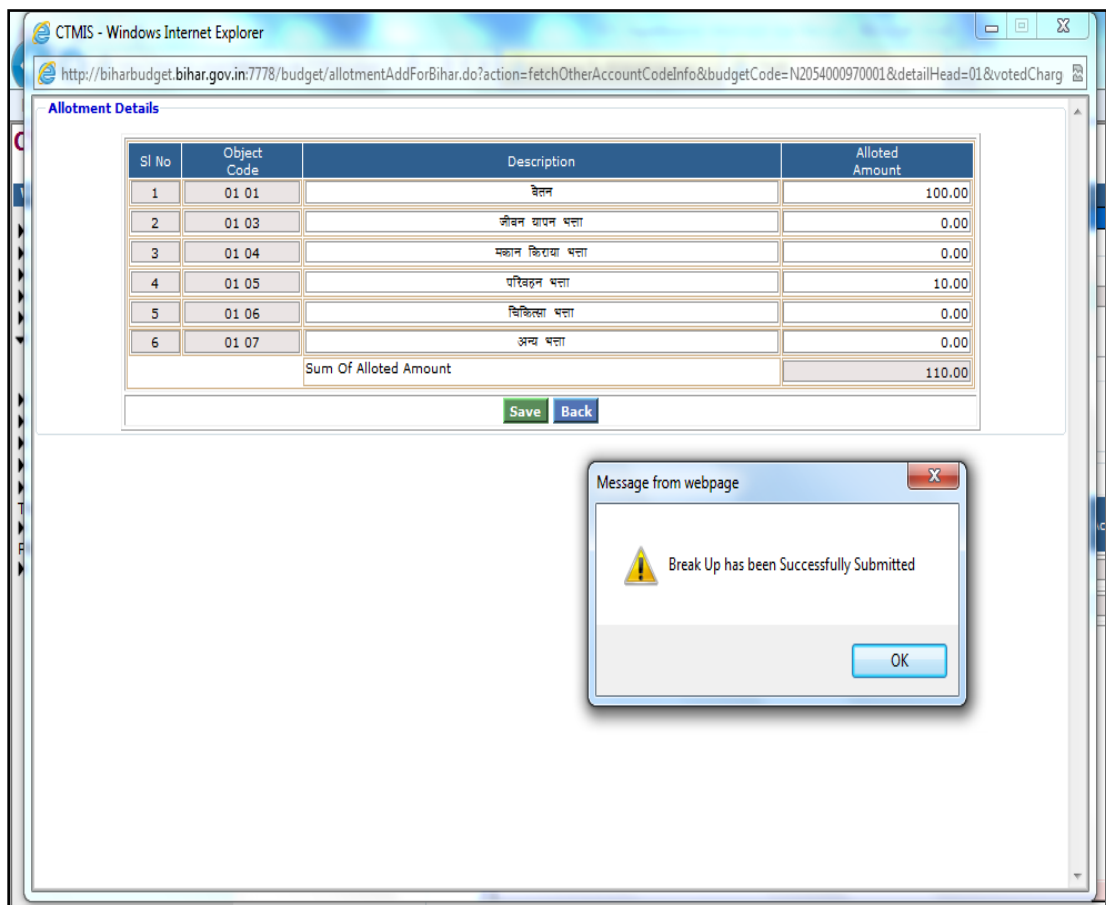 CTMIS - Windows Internet Explorer
http://biharbudget.bihar.gov.in:7778/budget/allotmentAddForBihar.do?action=fetchOtherAccountCodeInfo&budgetCode=N2054000970001&detailHead=01&votedCharg
Allotment Details
Sl No Object Code Description Alloted Amount
1 01 01 वेतन 100.00
2 01 03 जीवन यापन भत्ता 0.00
3 01 04 मकान किराया भत्ता 0.00
4 01 05 परिवहन भत्ता 10.00
5 01 06 चिकित्सा भत्ता 0.00
6 01 07 अन्य भत्ता 0.00
Sum Of Alloted Amount 110.00
Save Back
Message from webpage
Break Up has been Successfully Submitted
OK